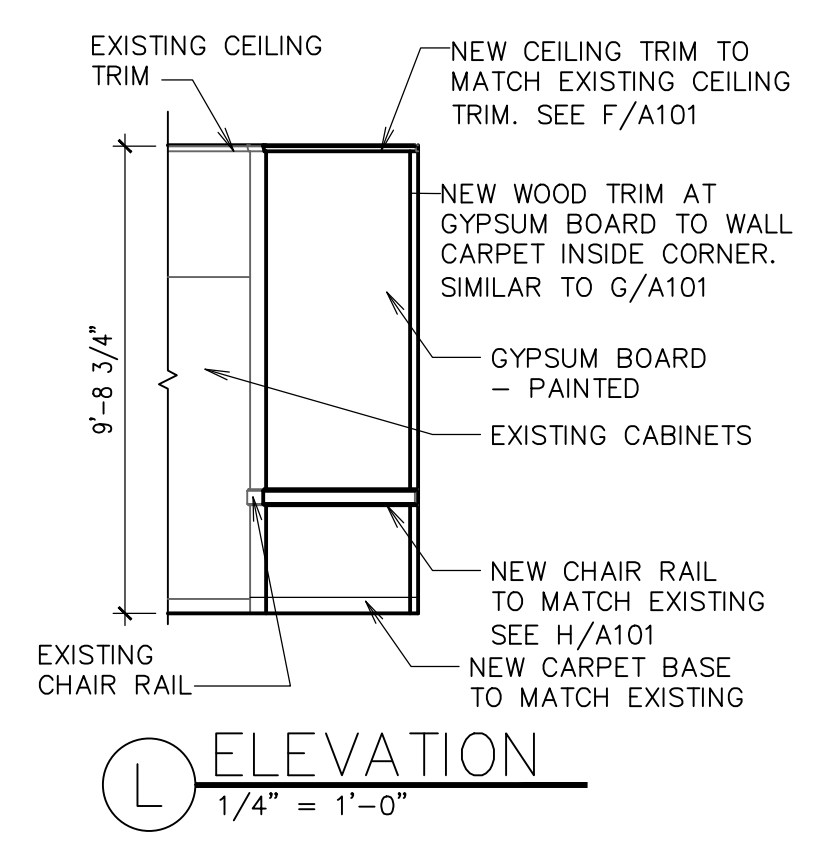 EXISTING CEILING
TRIM
NEW CEILING TRIM TO
MATCH EXISTING CEILING
TRIM. SEE F/A101
NEW WOOD TRIM AT
GYPSUM BOARD TO WALL
CARPET INSIDE CORNER.
SIMILAR TO G/A101
9'-8 3/4"
GYPSUM BOARD
- PAINTED
EXISTING CABINETS
NEW CHAIR RAIL
TO MATCH EXISTING
SEE H/A101
EXISTING
CHAIR RAIL
NEW CARPET BASE
TO MATCH EXISTING
L
ELEVATION
1/4" = 1'-0"